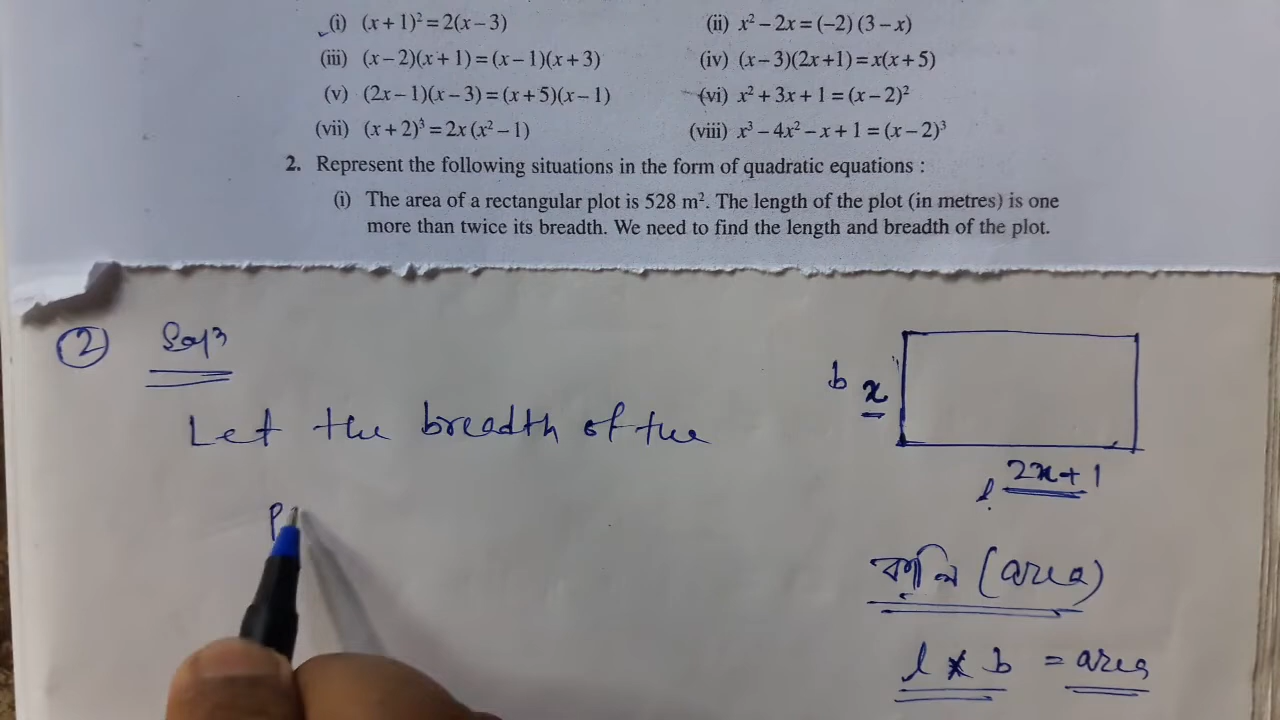 (i) (x + 1)² = 2(x – 3) (ii) x² – 2x = (–2) (3 – x)
(iii) (x – 2)(x + 1) = (x – 1)(x + 3) (iv) (x – 3)(2x +1) = x(x + 5)
(v) (2x – 1)(x – 3) = (x + 5)(x – 1) (vi) x² + 3x + 1 = (x – 2)²
(vii) (x + 2)³ = 2x (x² – 1) (viii) x³ – 4x² – x + 1 = (x – 2)³
2. Represent the following situations in the form of quadratic equations :
(i) The area of a rectangular plot is 528 m². The length of the plot (in metres) is one
more than twice its breadth. We need to find the length and breadth of the plot.
2
Let the breadth of the
b x
l 2x+1
কালি (area)
l × b = area